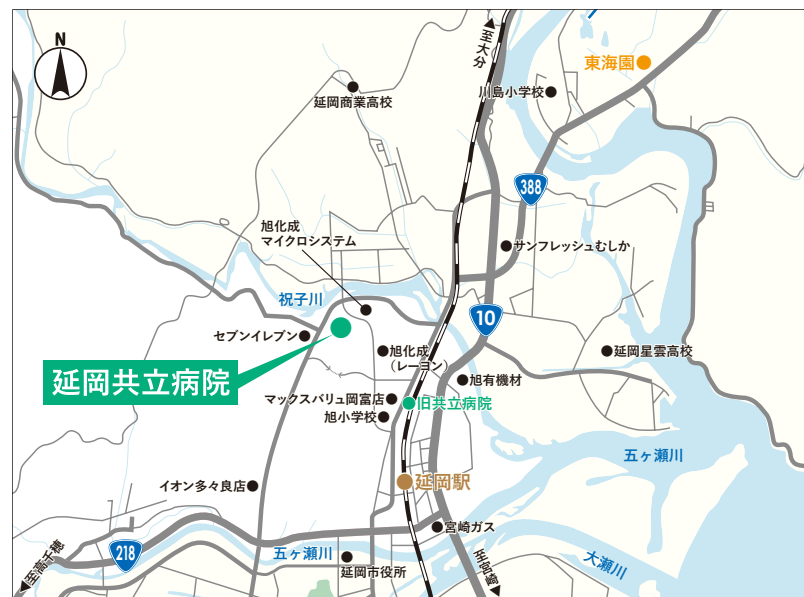 N
▲至大分
東海園
川島小学校
延岡商業高校
388
旭化成
マイクロシステム
サンフレッシュむしか
祝子川
10
セブンイレブン
旭化成
（レーヨン）
延岡星雲高校
延岡共立病院
旭有機材
マックスバリュ岡富店
旧共立病院
旭小学校
五ヶ瀬川
延岡駅
イオン多々良店
宮崎ガス
218
五ヶ瀬川
延岡市役所
大瀬川
◀至高千穂
至宮崎▼